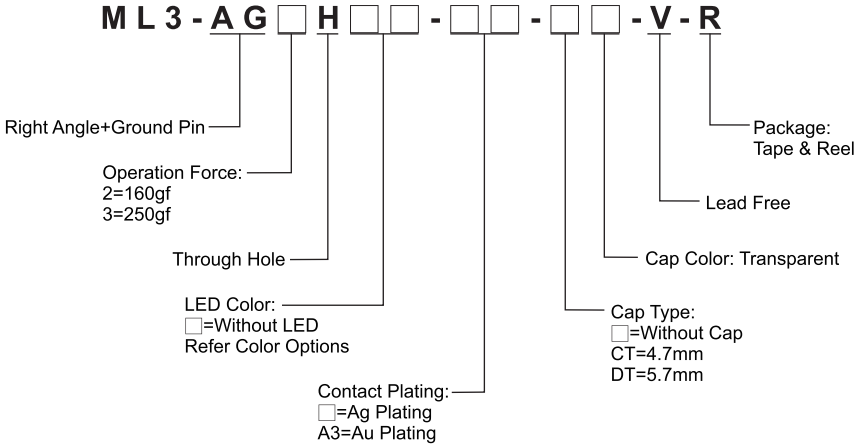 ML3-AG□H□□-□□-□□-V-R
Right Angle+Ground Pin
Operation Force:
2=160gf
3=250gf
Through Hole
LED Color:
□=Without LED
Refer Color Options
Contact Plating:
□=Ag Plating
A3=Au Plating
Cap Type:
□=Without Cap
CT=4.7mm
DT=5.7mm
Cap Color: Transparent
Lead Free
Package:
Tape & Reel